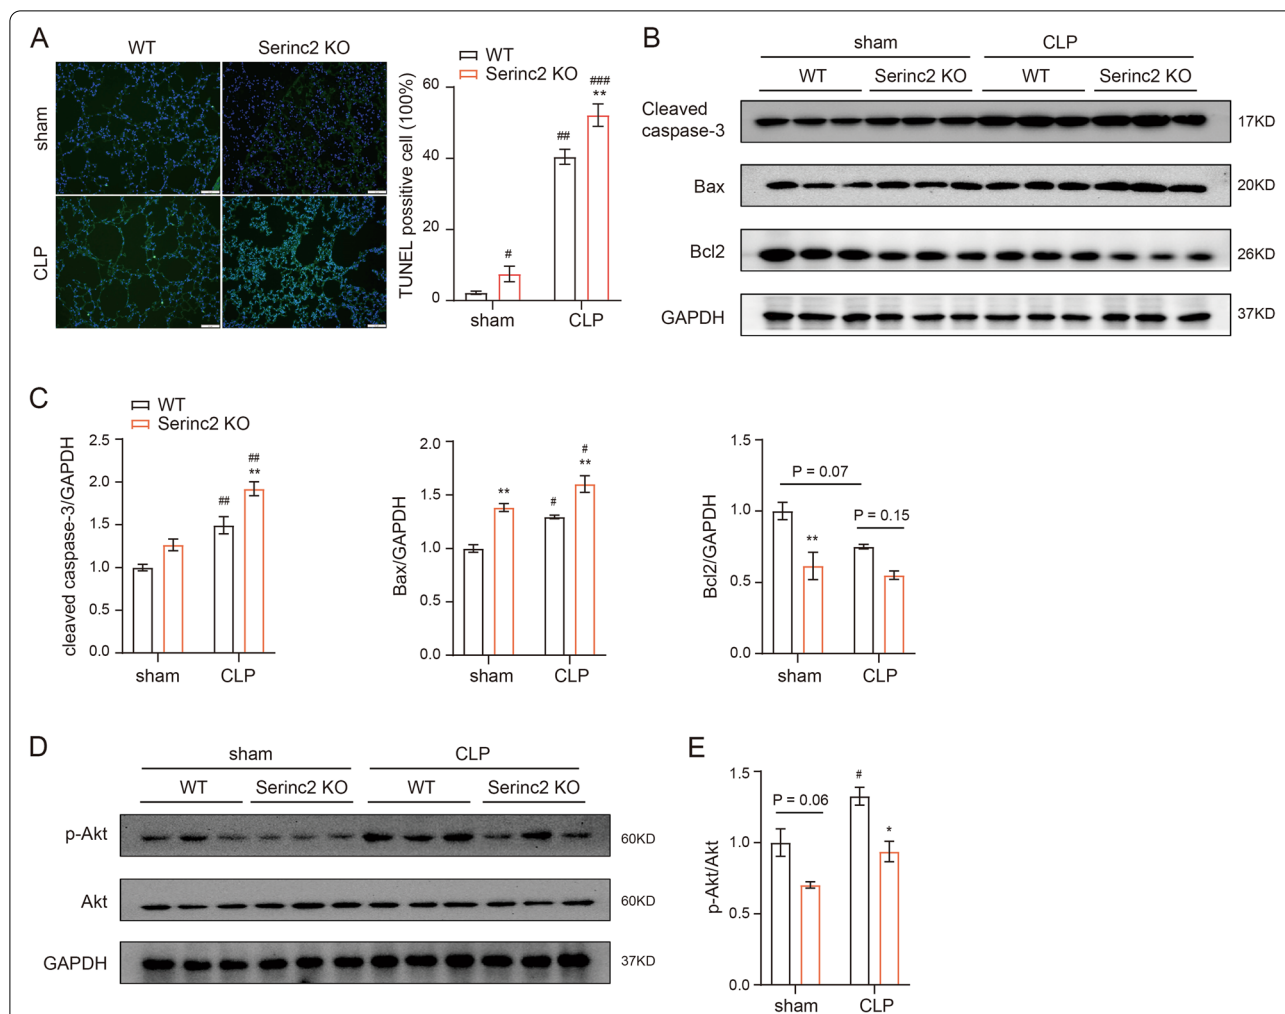 A
WT
Serinc2 KO
sham
CLP
WT
Serinc2 KO
TUNEL possitive cell (100%)
60
40
20
0
#
##
###
**
sham
CLP
B
sham
CLP
WT
Serinc2 KO
WT
Serinc2 KO
Cleaved
caspase-3
17KD
Bax
20KD
Bcl2
26KD
GAPDH
37KD
C
WT
Serinc2 KO
cleaved caspase-3/GAPDH
2.5
2.0
1.5
1.0
0.5
0.0
##
##
**
sham
CLP
Bax/GAPDH
2.0
1.5
1.0
0.5
0.0
**
#
#
**
sham
CLP
Bcl2/GAPDH
1.5
1.0
0.5
0.0
P = 0.07
**
P = 0.15
sham
CLP
D
sham
CLP
WT
Serinc2 KO
WT
Serinc2 KO
p-Akt
60KD
Akt
60KD
GAPDH
37KD
E
p-Akt/Akt
1.5
1.0
0.5
0.0
P = 0.06
#
*
sham
CLP